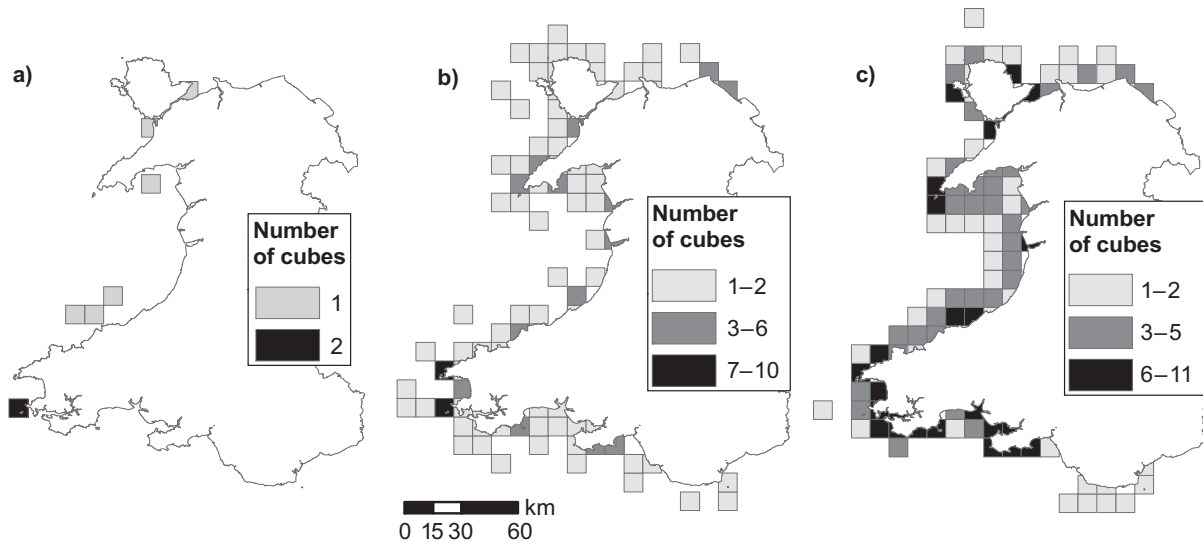 a)
Number
of cubes
1
2
b)
Number
of cubes
1–2
3–6
7–10
km
0 15 30 60
c)
Number
of cubes
1–2
3–5
6–11